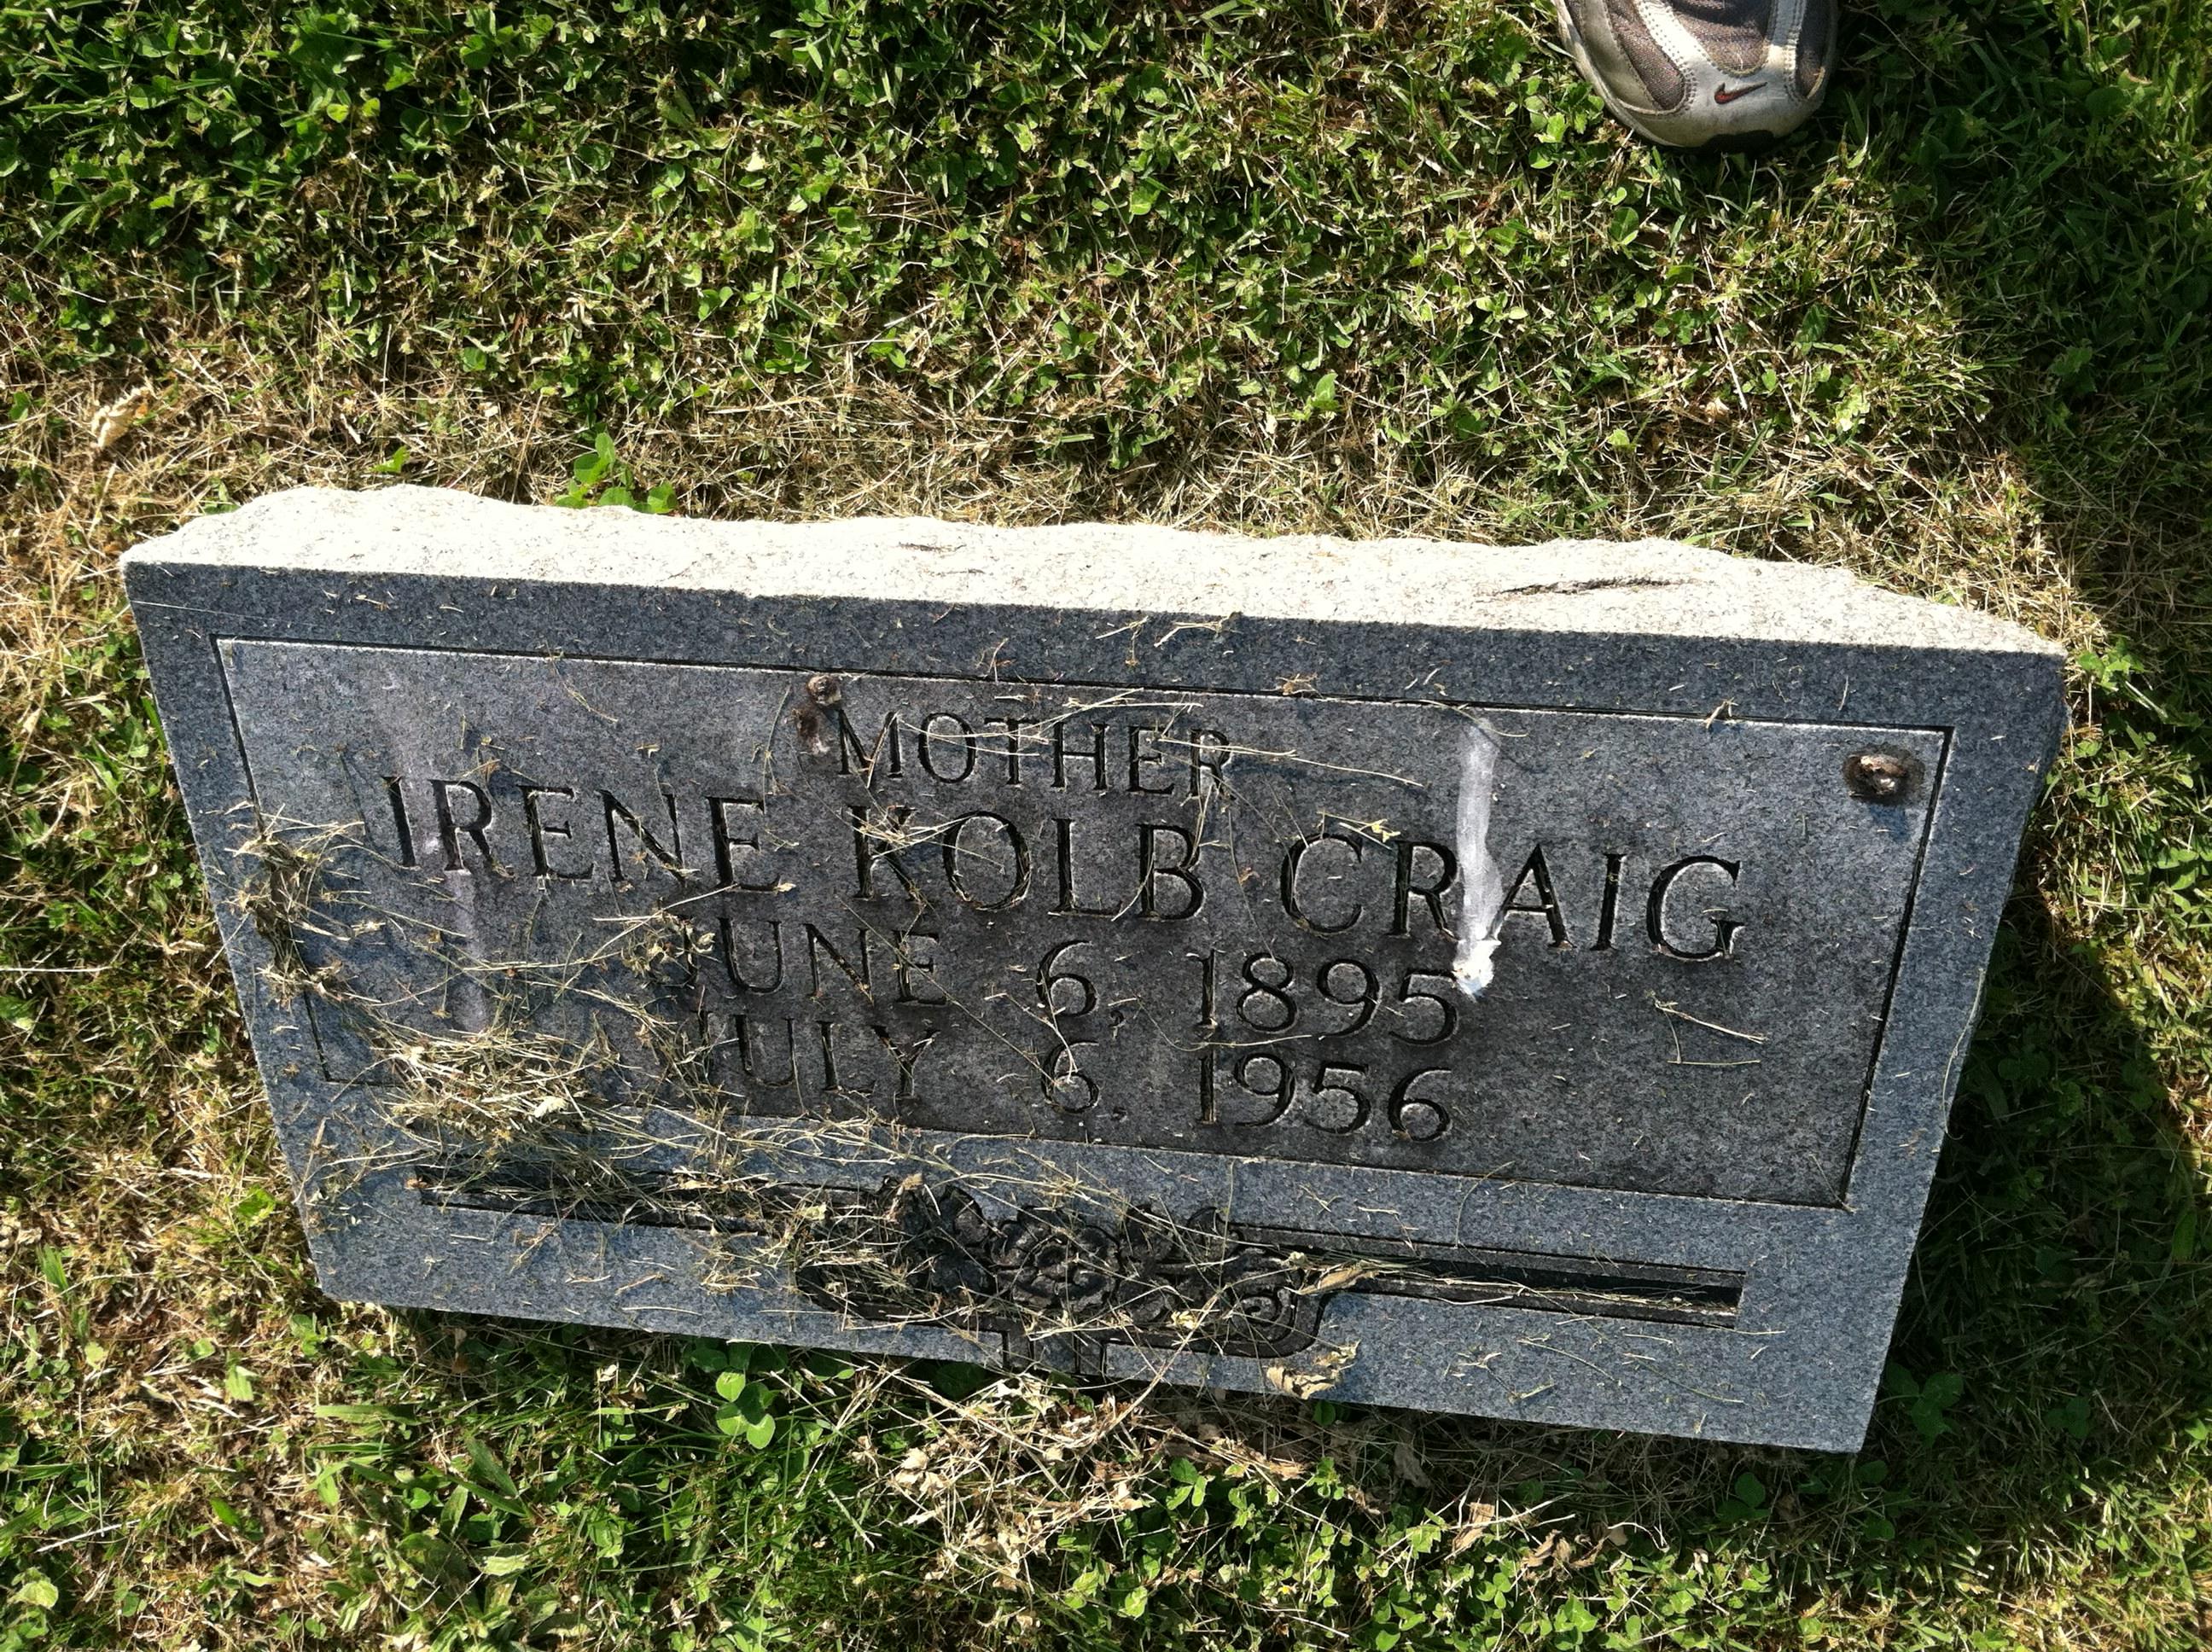 MOTHER
IRENE KOLB CRAIG
JUNE 6, 1895
JULY 6, 1956